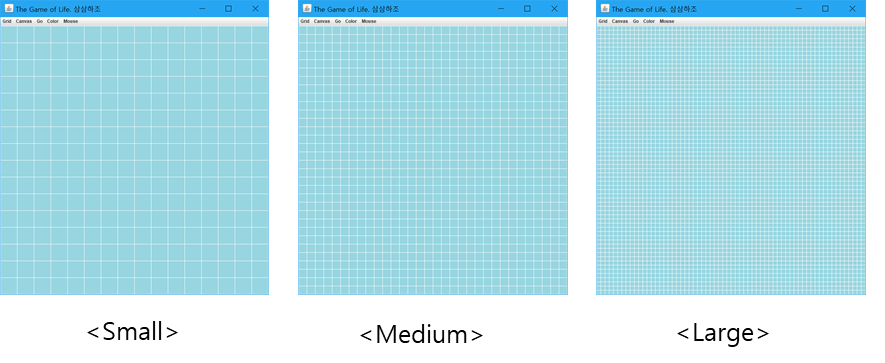 The Game of Life. 삼삼하조
Grid Canvas Go Color Mouse
The Game of Life. 삼삼하조
Grid Canvas Go Color Mouse
The Game of Life. 삼삼하조
Grid Canvas Go Color Mouse
<Small>
<Medium>
<Large>